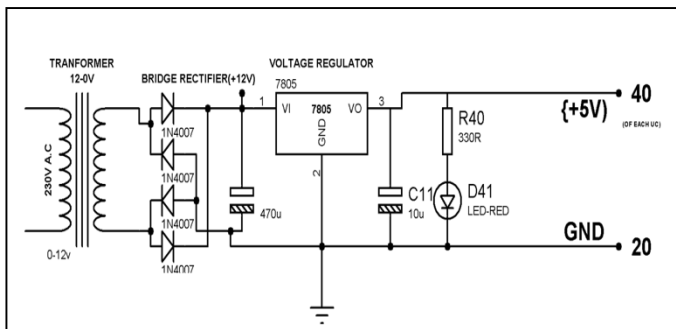 TRANFORMER
12-0V
BRIDGE RECTIFIER(+12V)
VOLTAGE REGULATOR
7805
1N4007
1
VI
7805
VO
3
GND
2
{+5V)
40
(OF EACH UC)
R40
330R
230V A.C
1N4007
1N4007
1N4007
470u
C11
10u
D41
LED-RED
GND
20
0-12v